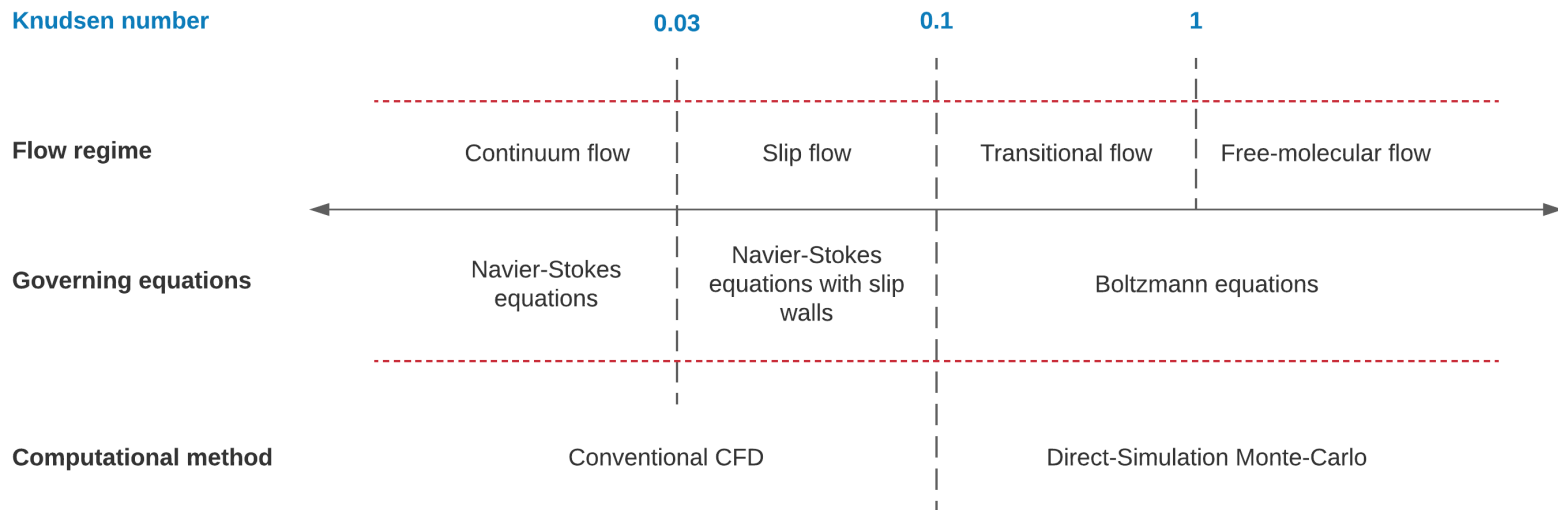 Knudsen number
0.03
0.1
1
Flow regime
Continuum flow
Slip flow
Transitional flow
Free-molecular flow
Governing equations
Navier-Stokes
equations
Navier-Stokes
equations with slip
walls
Boltzmann equations
Computational method
Conventional CFD
Direct-Simulation Monte-Carlo